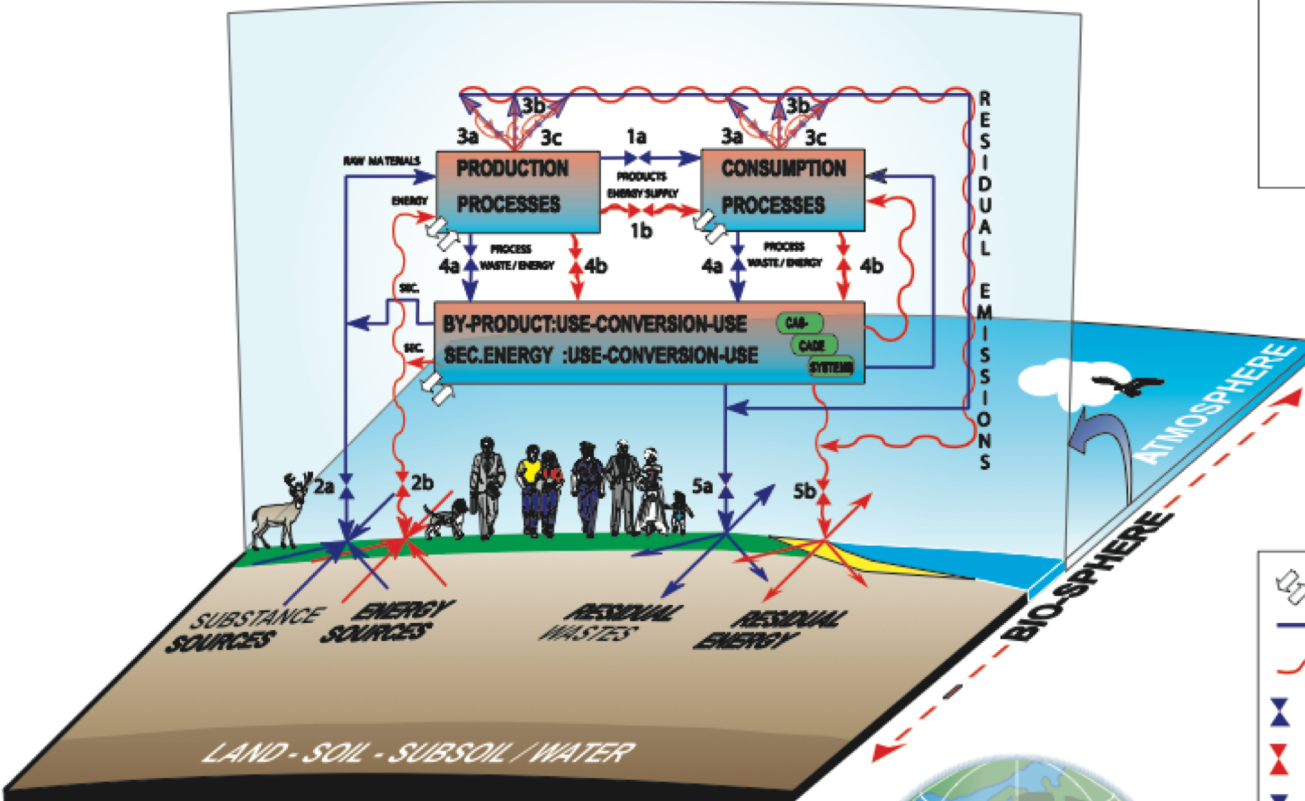 3b
3b
3a
3c
1a
3a
3c
RAW MATERIALS
PRODUCTION
PROCESSES
PRODUCTS
ENERGY SUPPLY
CONSUMPTION
PROCESSES
ENERGY
1b
PROCESS
WASTE / ENERGY
4a
4b
PROCESS
WASTE / ENERGY
4a
4b
SEC.
BY-PRODUCT:USE-CONVERSION-USE
SEC.ENERGY :USE-CONVERSION-USE
CAS-
CADE
SYSTEMS
SEC.
RESIDUAL EMISSIONS
ATMOSPHERE
BIO-SPHERE
2a
2b
5a
5b
SUBSTANCE
SOURCES
ENERGY
SOURCES
RESIDUAL
WASTES
RESIDUAL
ENERGY
LAND - SOIL - SUBSOIL / WATER